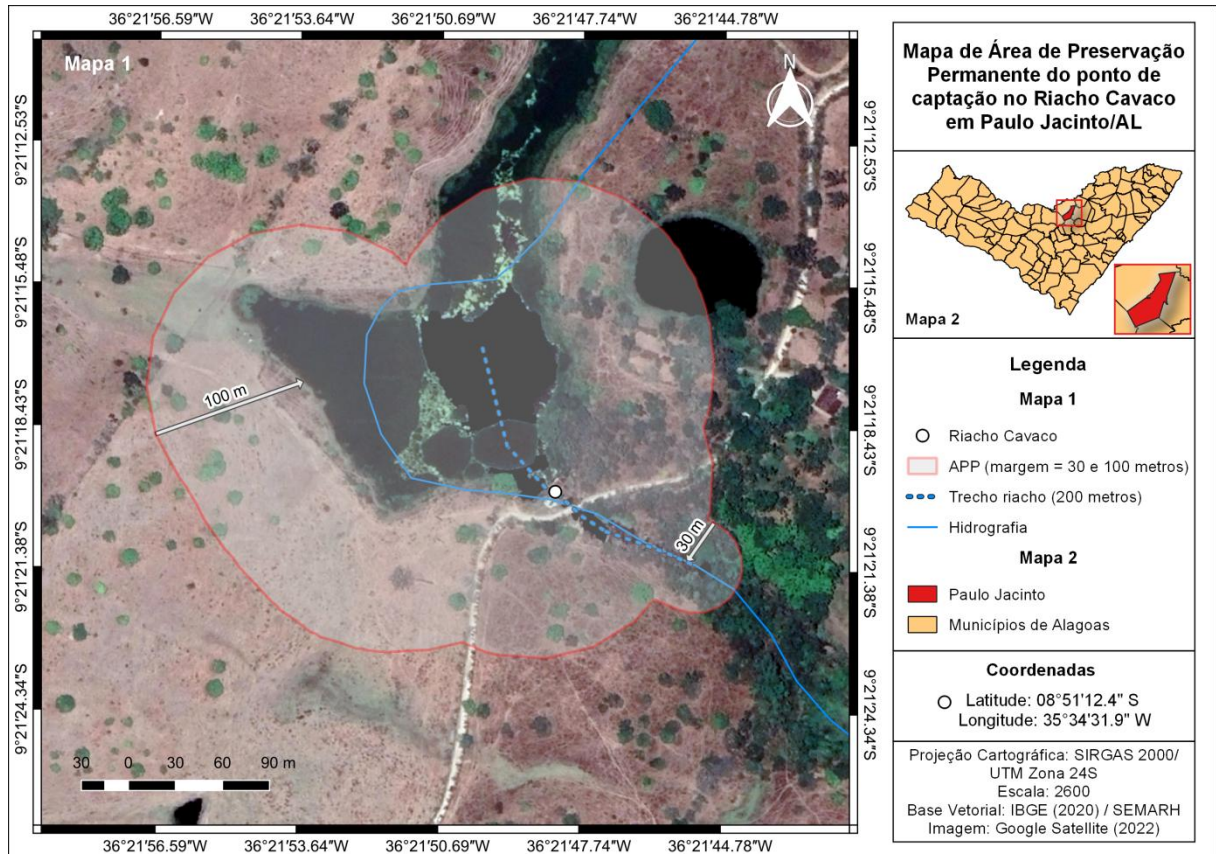 36°21'56.59"W 36°21'53.64"W 36°21'50.69"W 36°21'47.74"W 36°21'44.78"W
Mapa 1
N
9°21'12.53"S
9°21'15.48"S
9°21'18.43"S
9°21'21.38"S
9°21'24.34"S
100 m
30 m
30 0 30 60 90 m
9°21'12.53"S
9°21'15.48"S
9°21'18.43"S
9°21'21.38"S
9°21'24.34"S
36°21'56.59"W 36°21'53.64"W 36°21'50.69"W 36°21'47.74"W 36°21'44.78"W
Mapa de Área de Preservação
Permanente do ponto de
captação no Riacho Cavaco
em Paulo Jacinto/AL
Mapa 2
Legenda
Mapa 1
Riacho Cavaco
APP (margem = 30 e 100 metros)
Trecho riacho (200 metros)
Hidrografia
Mapa 2
Paulo Jacinto
Municípios de Alagoas
Coordenadas
Latitude: 08°51'12.4" S
Longitude: 35°34'31.9" W
Projeção Cartográfica: SIRGAS 2000/
UTM Zona 24S
Escala: 2600
Base Vetorial: IBGE (2020) / SEMARH
Imagem: Google Satellite (2022)